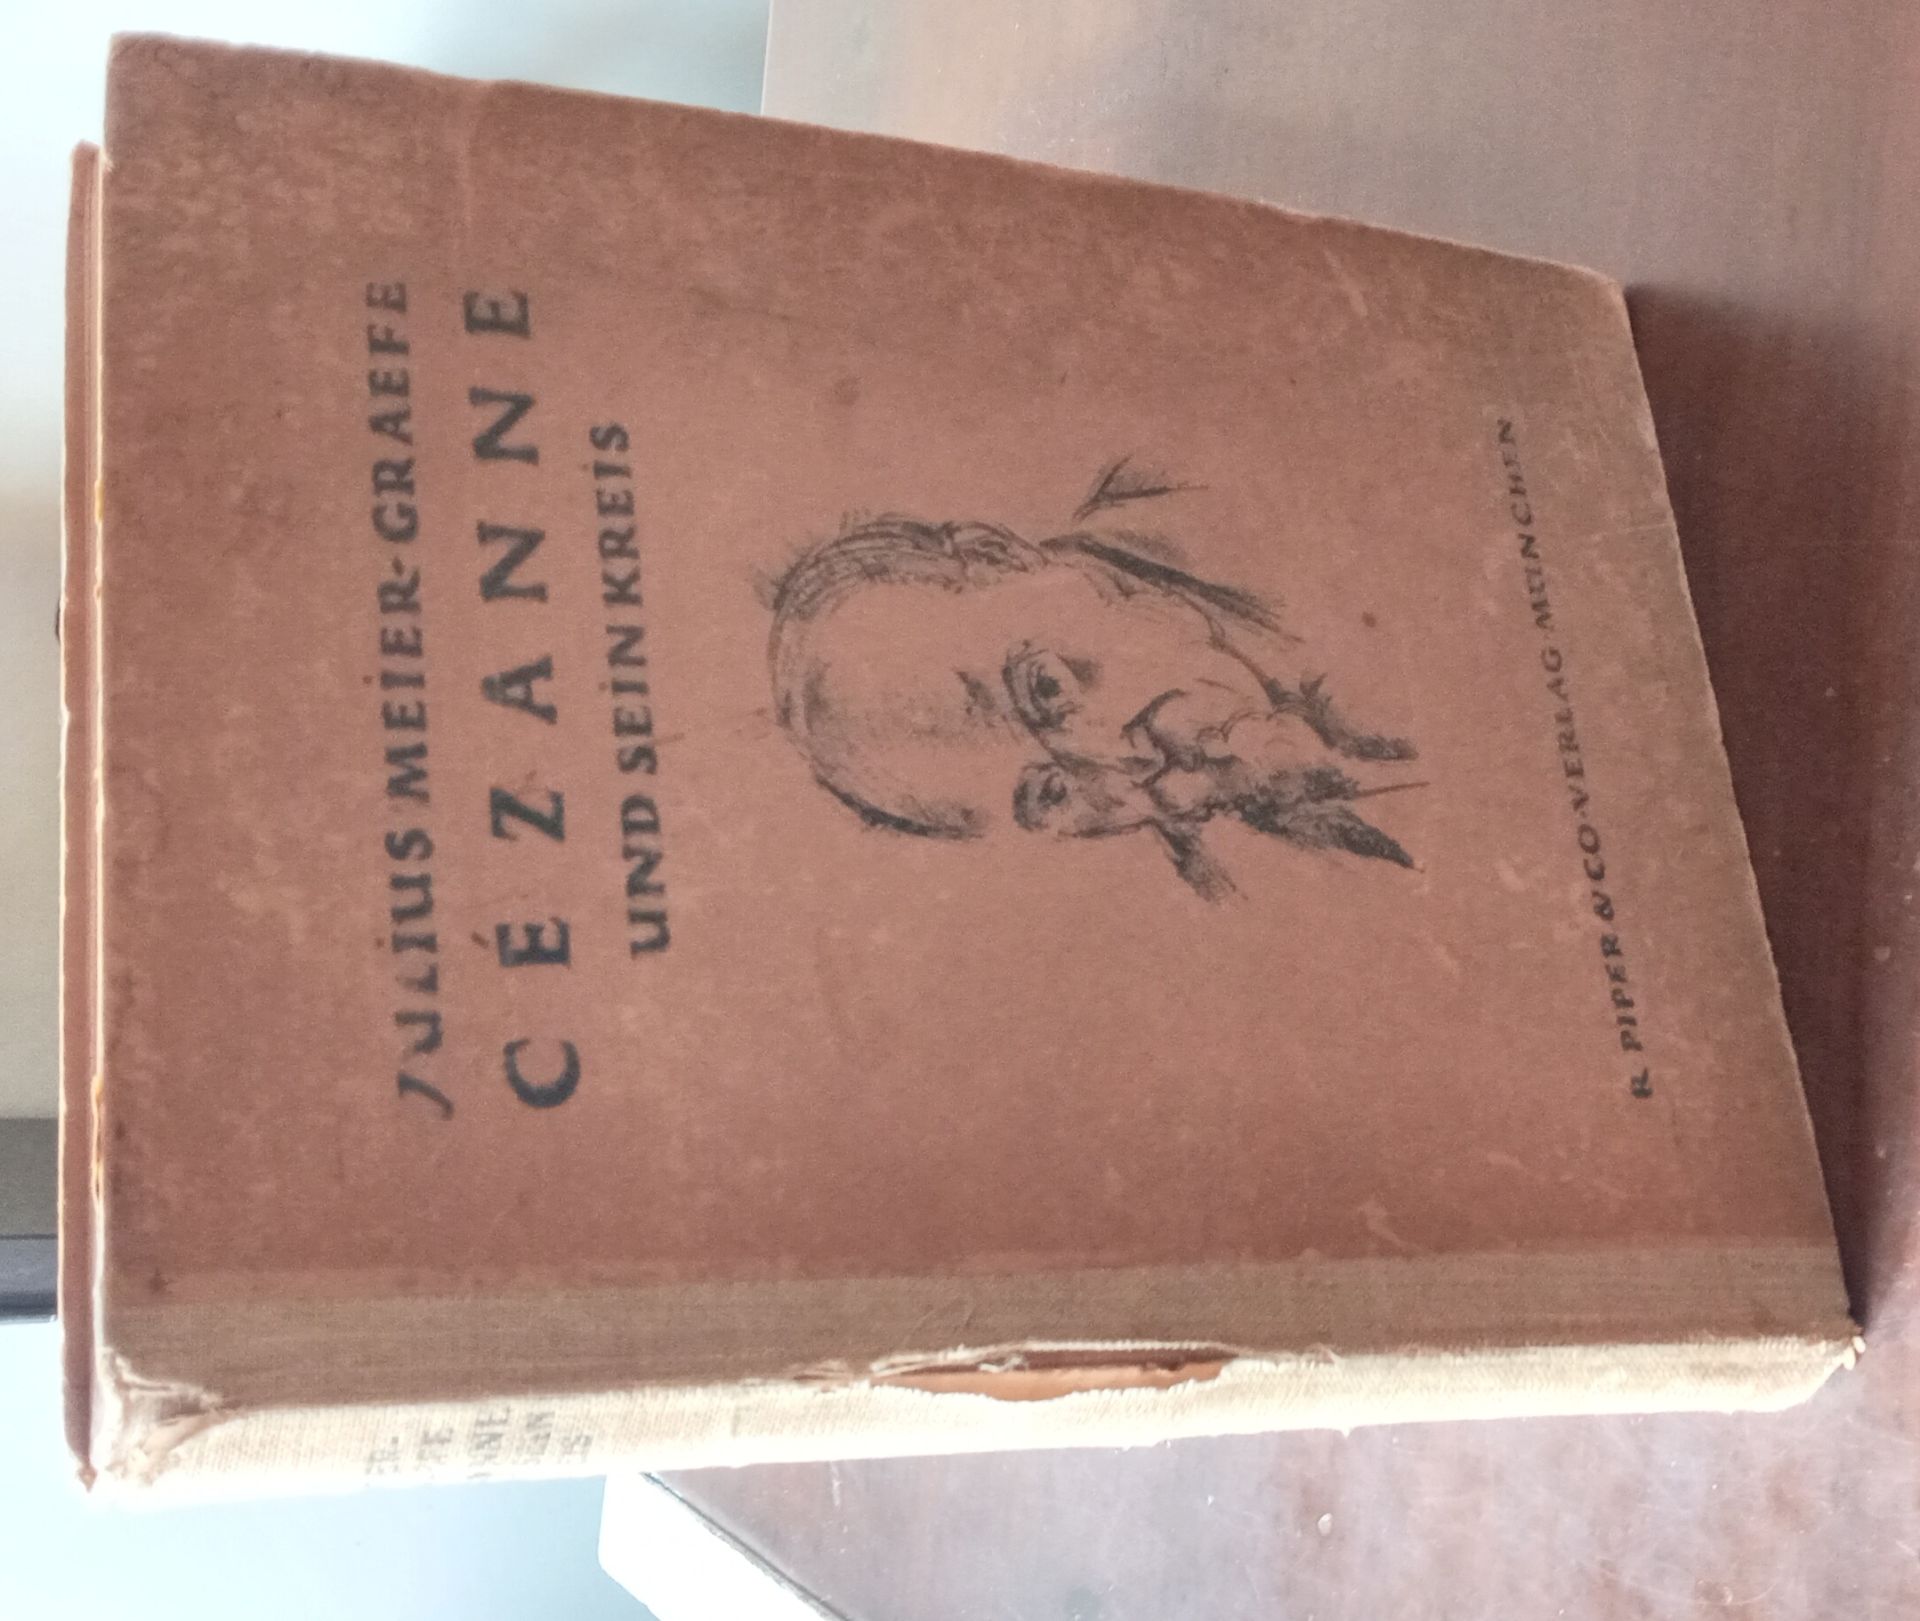 JULIUS MEIER-GRAEFE
CÉZANNE
UND SEIN KREIS
R. PIPER & CO·VERLAG·MÜNCHEN